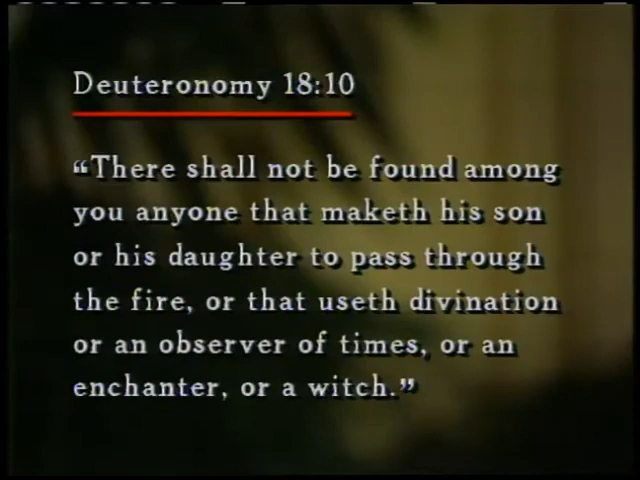 Deuteronomy 18:10
“There shall not be found among
you anyone that maketh his son
or his daughter to pass through
the fire, or that useth divination
or an observer of times, or an
enchanter, or a witch.”